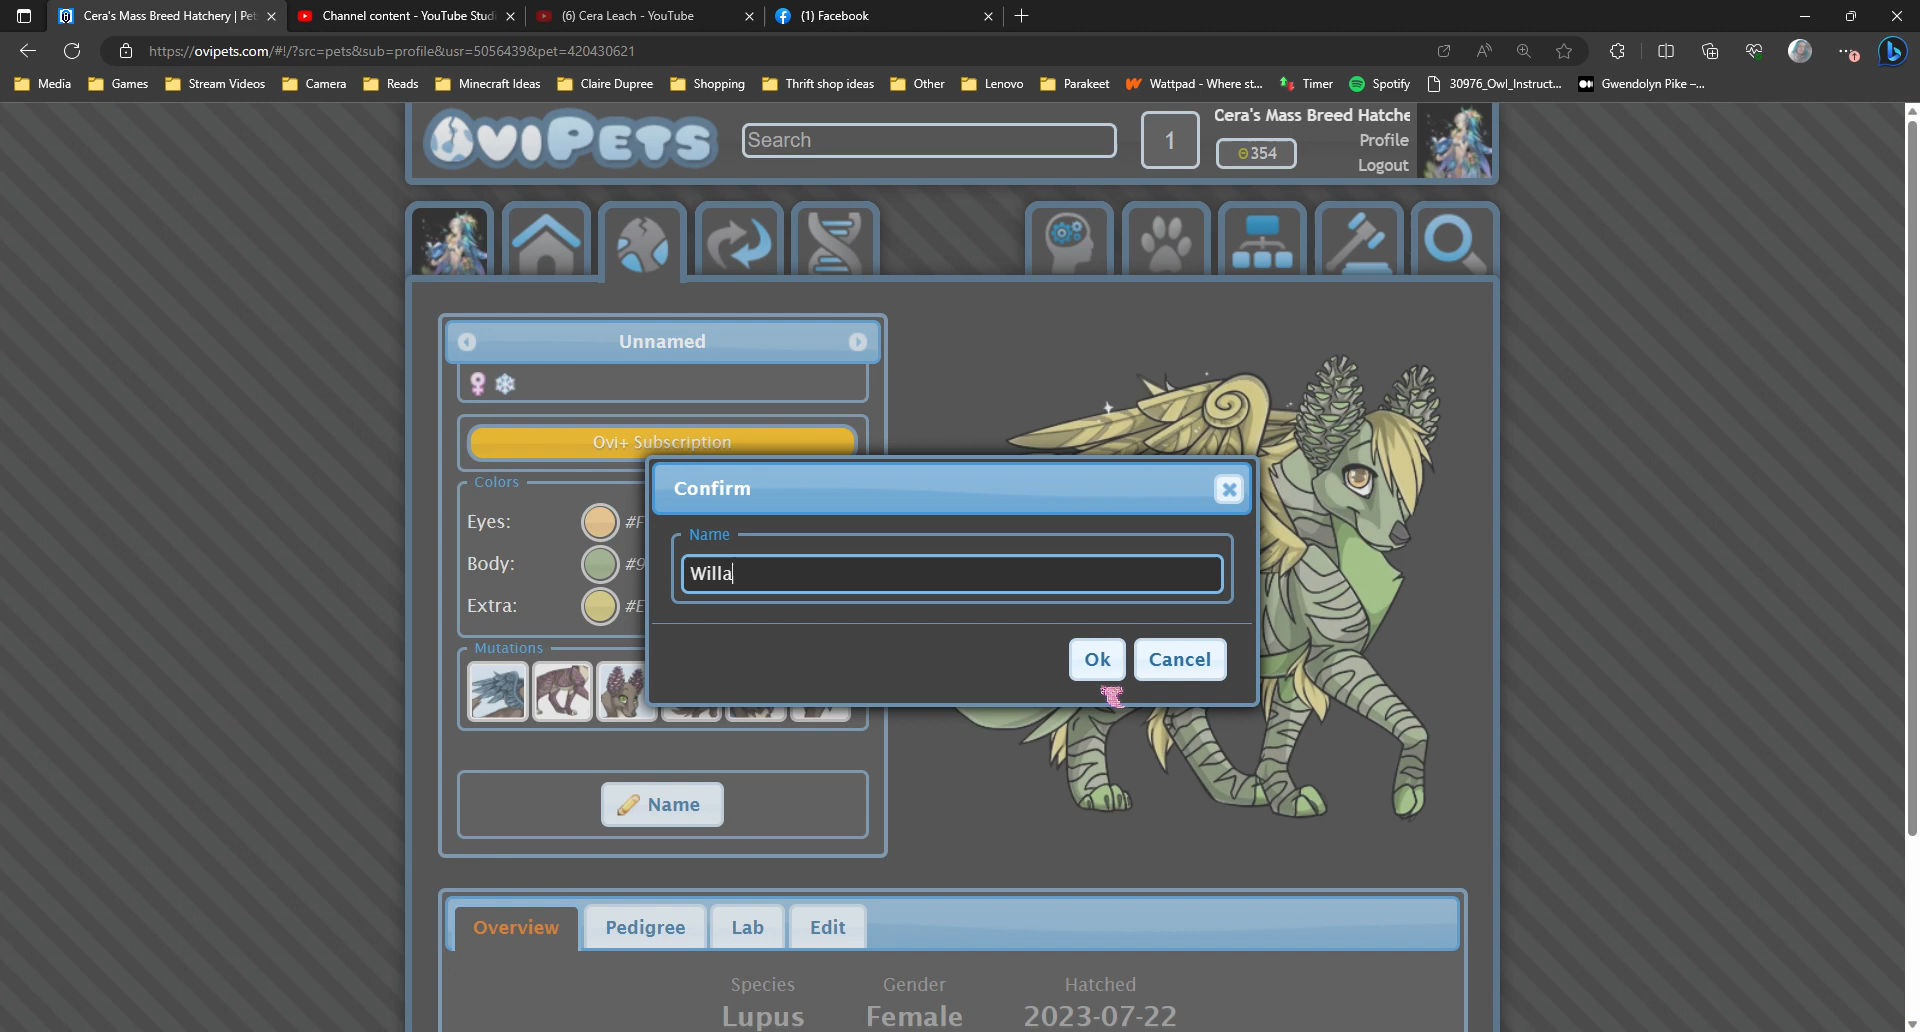 Cera's Mass Breed Hatchery | Pet
Channel content - YouTube Studi
(6) Cera Leach - YouTube
(1) Facebook
https://ovipets.com/#!/?src=pets&sub=profile&usr=5056439&pet=420430621
Media
Games
Stream Videos
Camera
Reads
Minecraft Ideas
Claire Dupree
Shopping
Thrift shop ideas
Other
Lenovo
Parakeet
Wattpad - Where st...
Timer
Spotify
30976_Owl_Instruct...
Gwendolyn Pike –...
OviPets
Search
1
Cera's Mass Breed Hatche
354
Profile
Logout
Unnamed
Ovi+ Subscription
Colors
Eyes: #F
Body: #9
Extra: #E
Mutations
Confirm
Name
Willa
Ok
Cancel
Name
Overview
Pedigree
Lab
Edit
Species
Gender
Hatched
Lupus
Female
2023-07-22